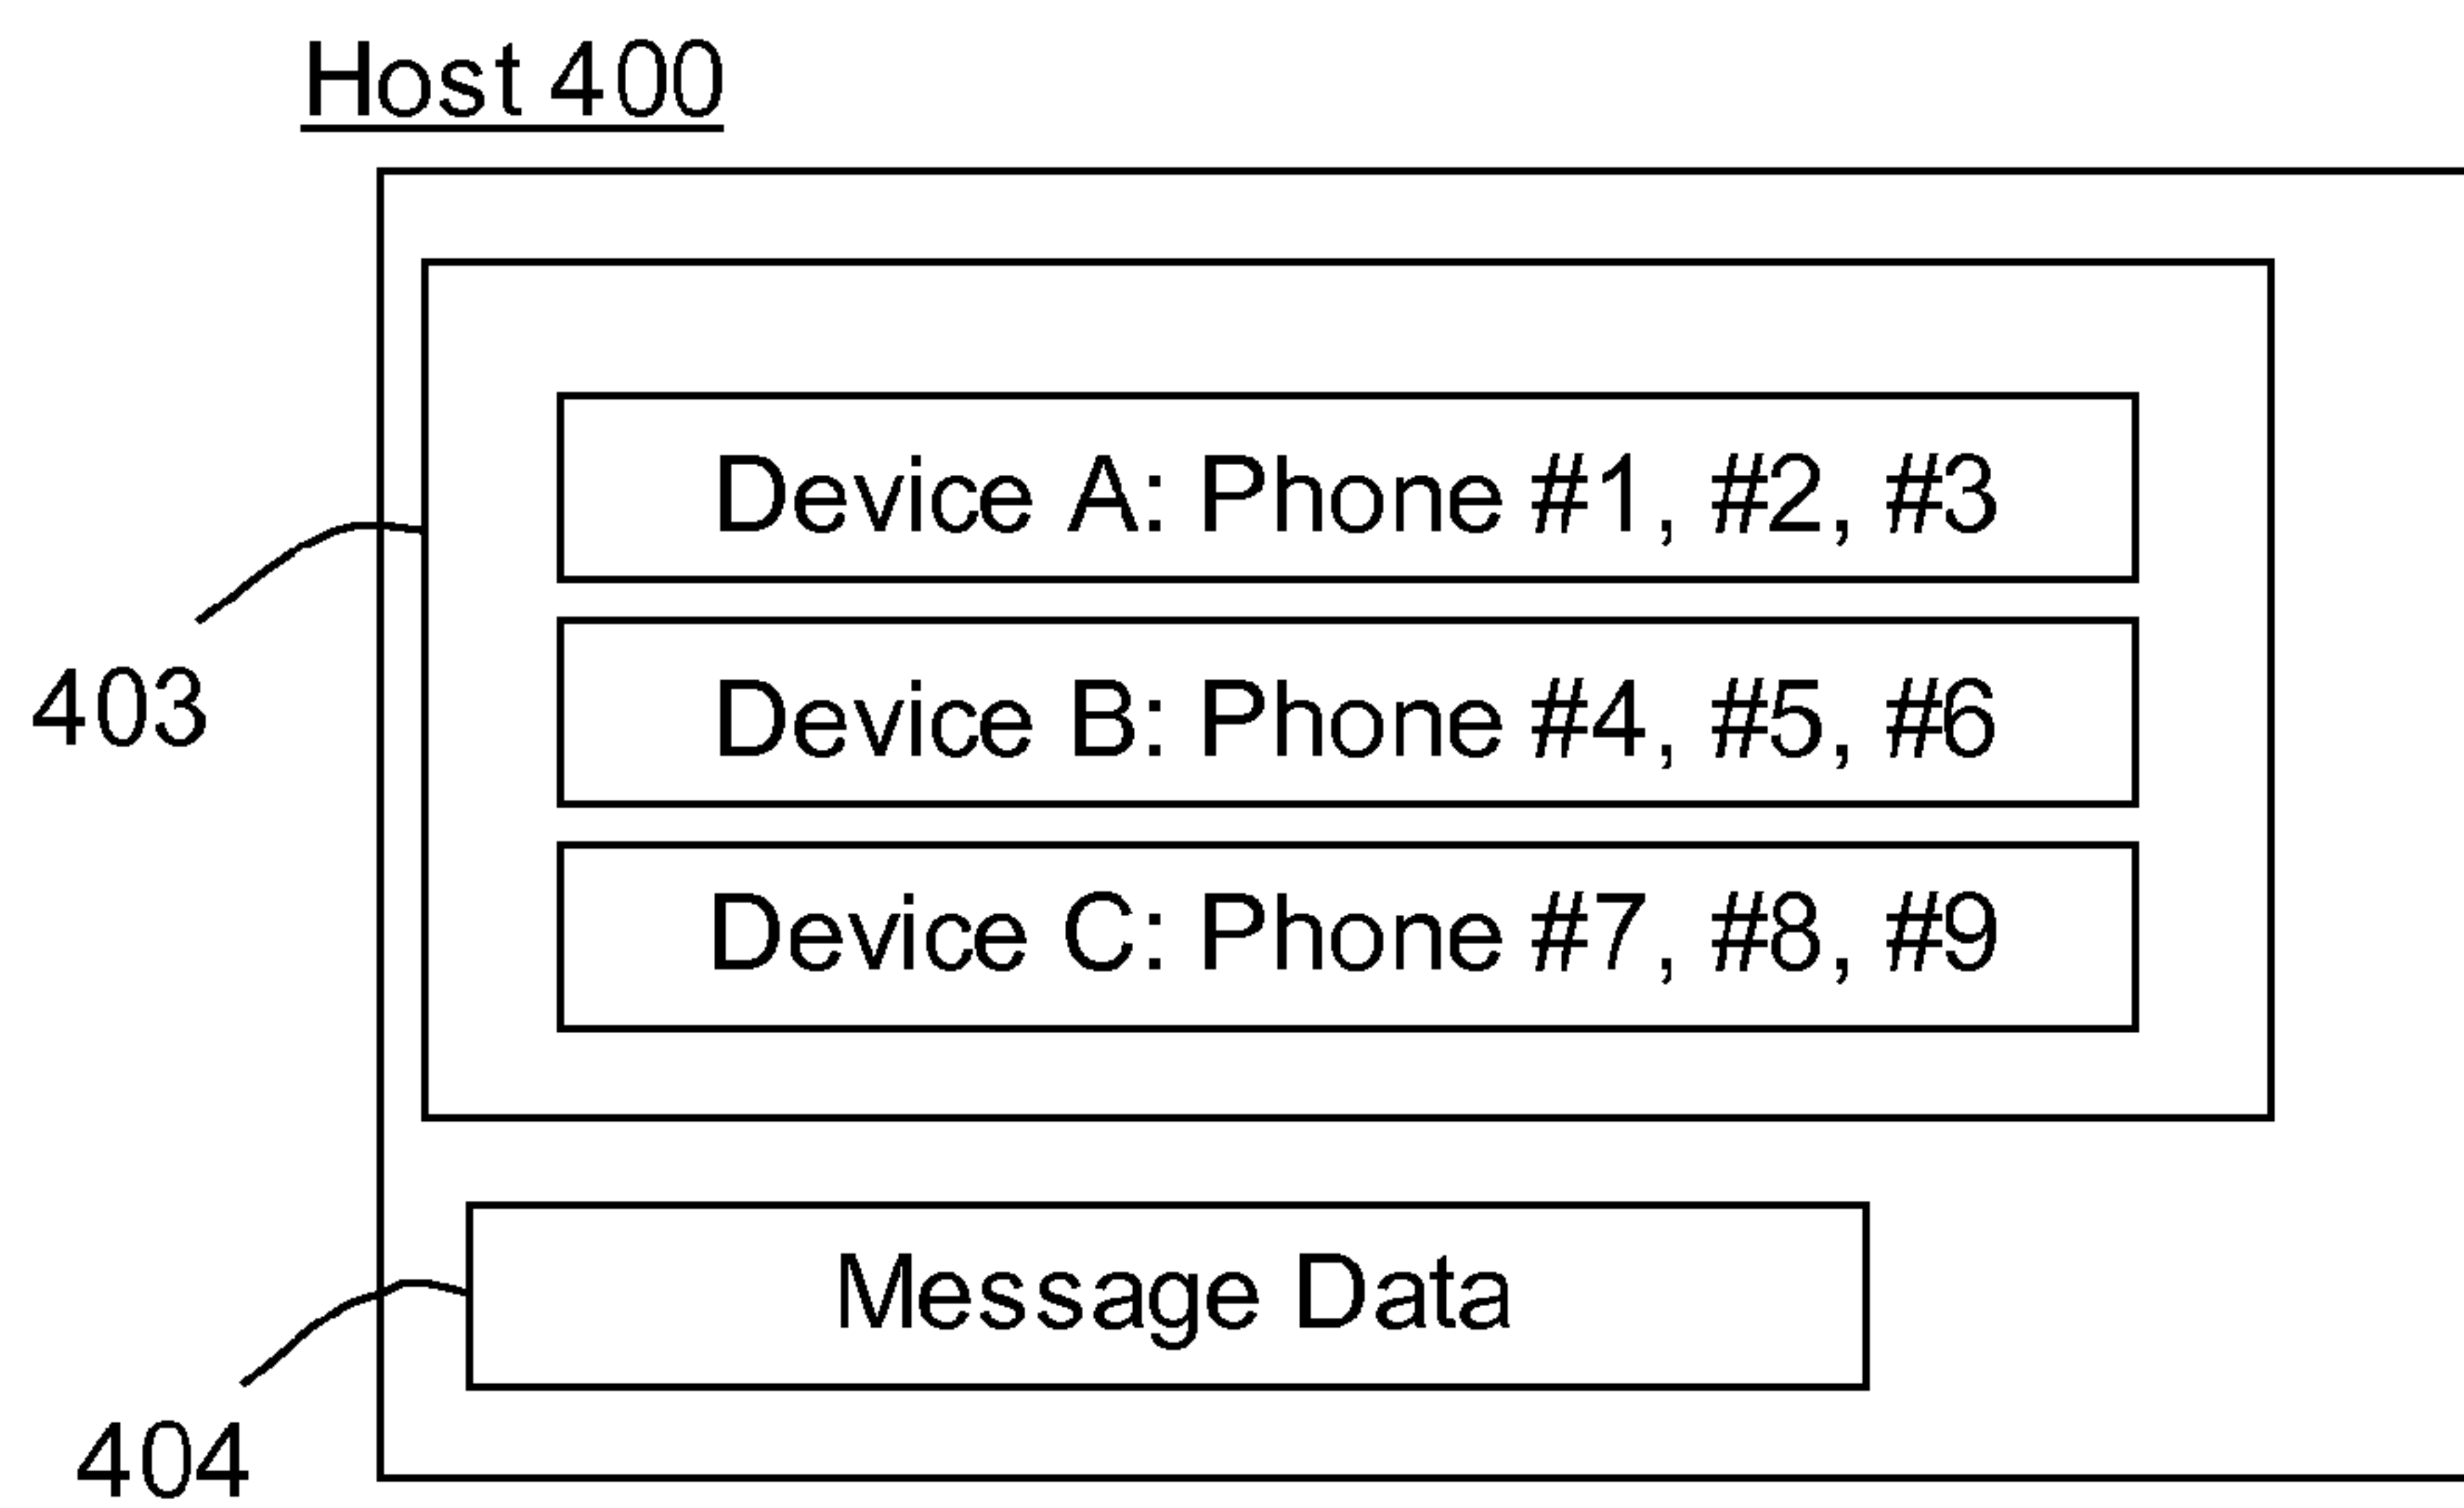 Host 400
Device A: Phone #1, #2, #3
403
Device B: Phone #4, #5, #6
Device C: Phone #7, #8, #9
Message Data
404